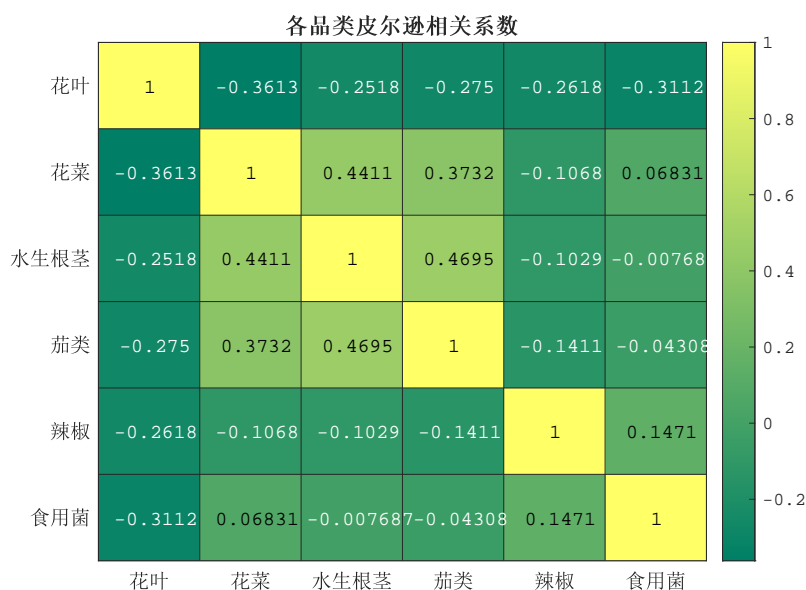 各品类皮尔逊相关系数
花叶 1 -0.3613 -0.2518 -0.275 -0.2618 -0.3112
花菜 -0.3613 1 0.4411 0.3732 -0.1068 0.06831
水生根茎 -0.2518 0.4411 1 0.4695 -0.1029 -0.00768
茄类 -0.275 0.3732 0.4695 1 -0.1411 -0.04308
辣椒 -0.2618 -0.1068 -0.1029 -0.1411 1 0.1471
食用菌 -0.3112 0.06831 -0.007687 -0.04308 0.1471 1
花叶 花菜 水生根茎 茄类 辣椒 食用菌
1
0.8
0.6
0.4
0.2
0
-0.2